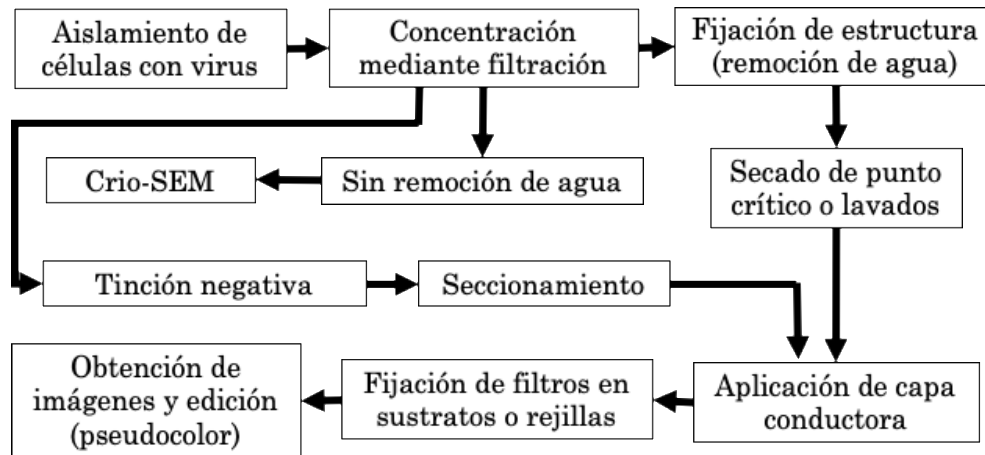 Aislamiento de
células con virus
Concentración
mediante filtración
Fijación de estructura
(remoción de agua)
Crio-SEM
Sin remoción de agua
Secado de punto
crítico o lavados
Tinción negativa
Seccionamiento
Obtención de
imágenes y edición
(pseudocolor)
Fijación de filtros en
sustratos o rejillas
Aplicación de capa
conductora